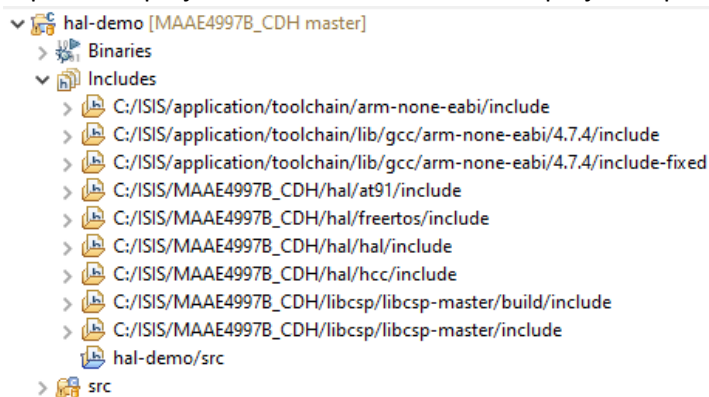 hal-demo [MAAE4997B_CDH master]
Binaries
Includes
C:/ISIS/application/toolchain/arm-none-eabi/include
C:/ISIS/application/toolchain/lib/gcc/arm-none-eabi/4.7.4/include
C:/ISIS/application/toolchain/lib/gcc/arm-none-eabi/4.7.4/include-fixed
C:/ISIS/MAAE4997B_CDH/hal/at91/include
C:/ISIS/MAAE4997B_CDH/hal/freertos/include
C:/ISIS/MAAE4997B_CDH/hal/hal/include
C:/ISIS/MAAE4997B_CDH/hal/hcc/include
C:/ISIS/MAAE4997B_CDH/libcsp/libcsp-master/build/include
C:/ISIS/MAAE4997B_CDH/libcsp/libcsp-master/include
hal-demo/src
src